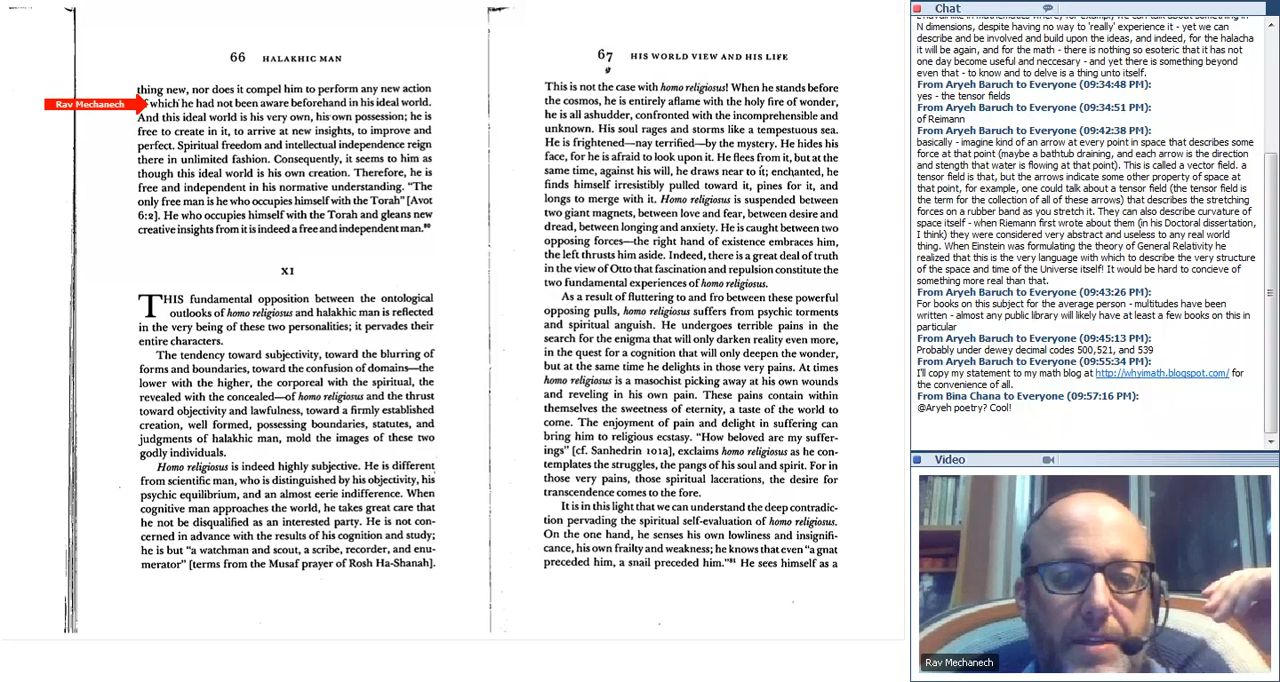 66 HALAKHIC MAN
thing new, nor does it compel him to perform any new action
Rav Mechanech
which he had not been aware beforehand in his ideal world.
And this ideal world is his very own, his own possession; he is
free to create in it, to arrive at new insights, to improve and
perfect. Spiritual freedom and intellectual independence reign
there in unlimited fashion. Consequently, it seems to him as
though this ideal world is his own creation. Therefore, he is
free and independent in his normative understanding. "The
only free man is he who occupies himself with the Torah" [Avot
6:2]. He who occupies himself with the Torah and gleans new
creative insights from it is indeed a free and independent man.⁸⁰
XI
THIS fundamental opposition between the ontological
outlooks of homo religiosus and halakhic man is reflected
in the very being of these two personalities; it pervades their
entire characters.
The tendency toward subjectivity, toward the blurring of
forms and boundaries, toward the confusion of domains—the
lower with the higher, the corporeal with the spiritual, the
revealed with the concealed—of homo religiosus and the thrust
toward objectivity and lawfulness, toward a firmly established
creation, well formed, possessing boundaries, statutes, and
judgments of halakhic man, mold the images of these two
godly individuals.
Homo religiosus is indeed highly subjective. He is different
from scientific man, who is distinguished by his objectivity, his
psychic equilibrium, and an almost eerie indifference. When
cognitive man approaches the world, he takes great care that
he not be disqualified as an interested party. He is not con-
cerned in advance with the results of his cognition and study;
he is but "a watchman and scout, a scribe, recorder, and enu-
merator" [terms from the Musaf prayer of Rosh Ha-Shanah].
67 HIS WORLD VIEW AND HIS LIFE
This is not the case with homo religiosus! When he stands before
the cosmos, he is entirely aflame with the holy fire of wonder,
he is all ashudder, confronted with the incomprehensible and
unknown. His soul rages and storms like a tempestuous sea.
He is frightened—nay terrified—by the mystery. He hides his
face, for he is afraid to look upon it. He flees from it, but at the
same time, against his will, he draws near to it; enchanted, he
finds himself irresistibly pulled toward it, pines for it, and
longs to merge with it. Homo religiosus is suspended between
two giant magnets, between love and fear, between desire and
dread, between longing and anxiety. He is caught between two
opposing forces—the right hand of existence embraces him,
the left thrusts him aside. Indeed, there is a great deal of truth
in the view of Otto that fascination and repulsion constitute the
two fundamental experiences of homo religiosus.
As a result of fluttering to and fro between these powerful
opposing pulls, homo religiosus suffers from psychic torments
and spiritual anguish. He undergoes terrible pains in the
search for the enigma that will only darken reality even more,
in the quest for a cognition that will only deepen the wonder,
but at the same time he delights in those very pains. At times
homo religiosus is a masochist picking away at his own wounds
and reveling in his own pain. These pains contain within
themselves the sweetness of eternity, a taste of the world to
come. The enjoyment of pain and delight in suffering can
bring him to religious ecstasy. "How beloved are my suffer-
ings" [cf. Sanhedrin 101a], exclaims homo religiosus as he con-
templates the struggles, the pangs of his soul and spirit. For in
those very pains, those spiritual lacerations, the desire for
transcendence comes to the fore.
It is in this light that we can understand the deep contradic-
tion pervading the spiritual self-evaluation of homo religiosus.
On the one hand, he senses his own lowliness and insignifi-
cance, his own frailty and weakness; he knows that even "a gnat
preceded him, a snail preceded him."⁸¹ He sees himself as a
Chat
N dimensions, despite having no way to 'really' experience it - yet we can
describe and be involved and build upon the ideas, and indeed, for the halacha
it will be again, and for the math - there is nothing so esoteric that it has not
one day become useful and neccesary - and yet there is something beyond
even that - to know and to delve is a thing unto itself.
From Aryeh Baruch to Everyone (09:34:48 PM):
yes - the tensor fields
From Aryeh Baruch to Everyone (09:34:51 PM):
of Reimann
From Aryeh Baruch to Everyone (09:42:38 PM):
basically - imagine kind of an arrow at every point in space that describes some
force at that point (maybe a bathtub draining, and each arrow is the direction
and stength that water is flowing at that point). This is called a vector field. a
tensor field is that, but the arrows indicate some other property of space at
that point, for example, one could talk about a tensor field (the tensor field is
the term for the collection of all of these arrows) that describes the stretching
forces on a rubber band as you stretch it. They can also describe curvature of
space itself - when Riemann first wrote about them (in his Doctoral dissertation,
I think) they were considered very abstract and useless to any real world
thing. When Einstein was formulating the theory of General Relativity he
realized that this is the very language with which to describe the very structure
of the space and time of the Universe itself! It would be hard to concieve of
something more real than that.
From Aryeh Baruch to Everyone (09:43:26 PM):
For books on this subject for the average person - multitudes have been
written - almost any public library will likely have at least a few books on this in
particular
From Aryeh Baruch to Everyone (09:45:13 PM):
Probably under dewey decimal codes 500,521, and 539
From Aryeh Baruch to Everyone (09:55:34 PM):
I'll copy my statement to my math blog at http://whyimath.blogspot.com/ for
the convenience of all.
From Bina Chana to Everyone (09:57:16 PM):
@Aryeh poetry? Cool!
Video
Rav Mechanech